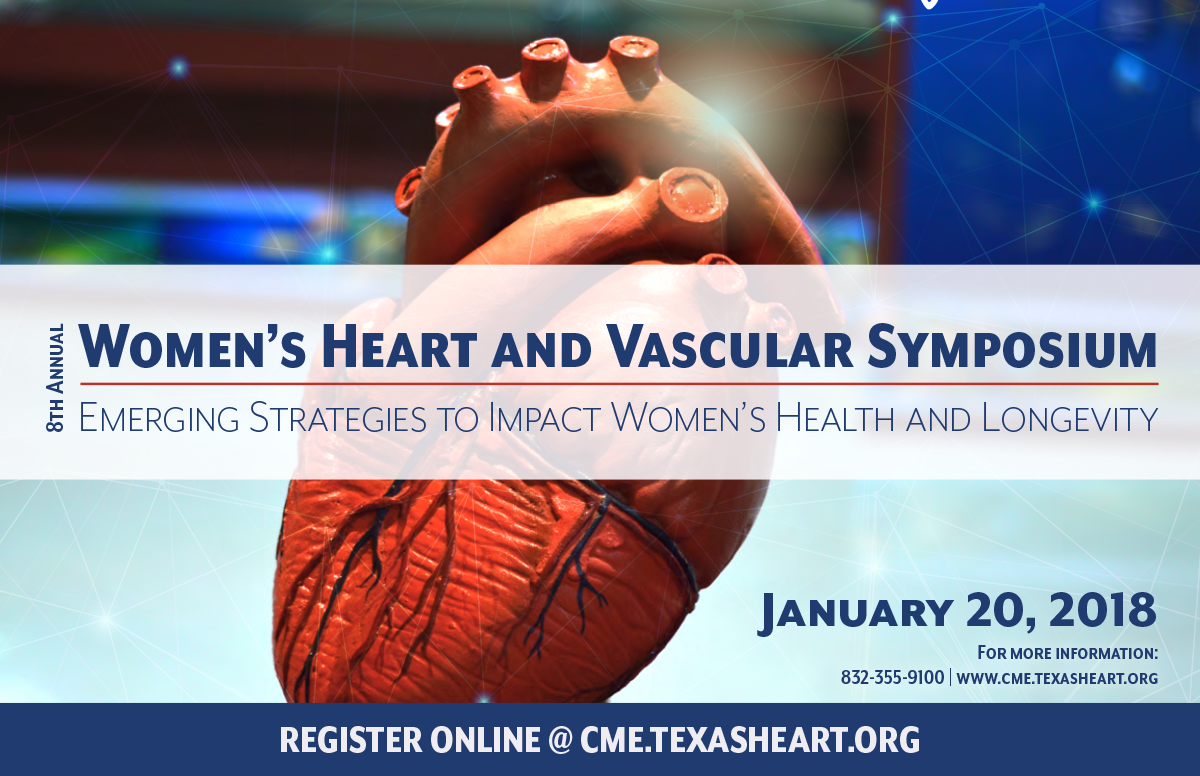 8TH ANNUAL
WOMEN'S HEART AND VASCULAR SYMPOSIUM
EMERGING STRATEGIES TO IMPACT WOMEN'S HEALTH AND LONGEVITY
JANUARY 20, 2018
FOR MORE INFORMATION:
832-355-9100 | WWW.CME.TEXASHEART.ORG
REGISTER ONLINE @ CME.TEXASHEART.ORG